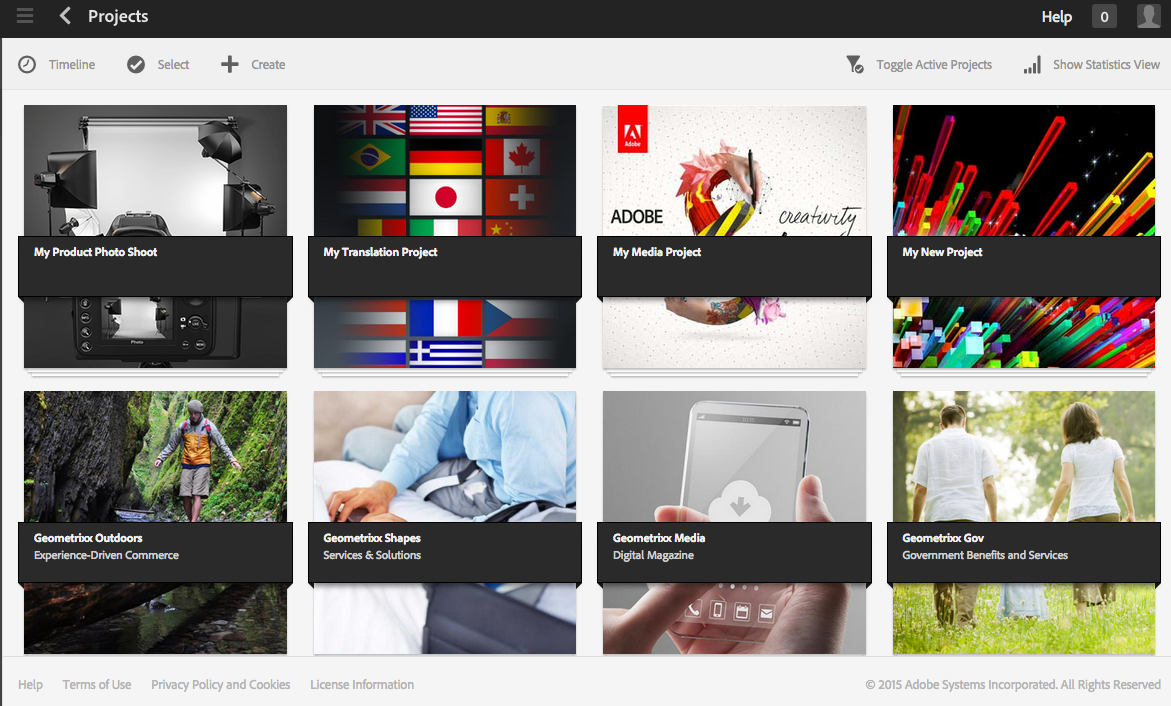 Projects
Help
0
Timeline
Select
Create
Toggle Active Projects
Show Statistics View
Adobe
ADOBE
creativity
My Product Photo Shoot
My Translation Project
My Media Project
My New Project
Photo
Geometrixx Outdoors
Experience-Driven Commerce
Geometrixx Shapes
Services & Solutions
Geometrixx Media
Digital Magazine
Geometrixx Gov
Government Benefits and Services
Help
Terms of Use
Privacy Policy and Cookies
License Information
© 2015 Adobe Systems Incorporated. All Rights Reserved